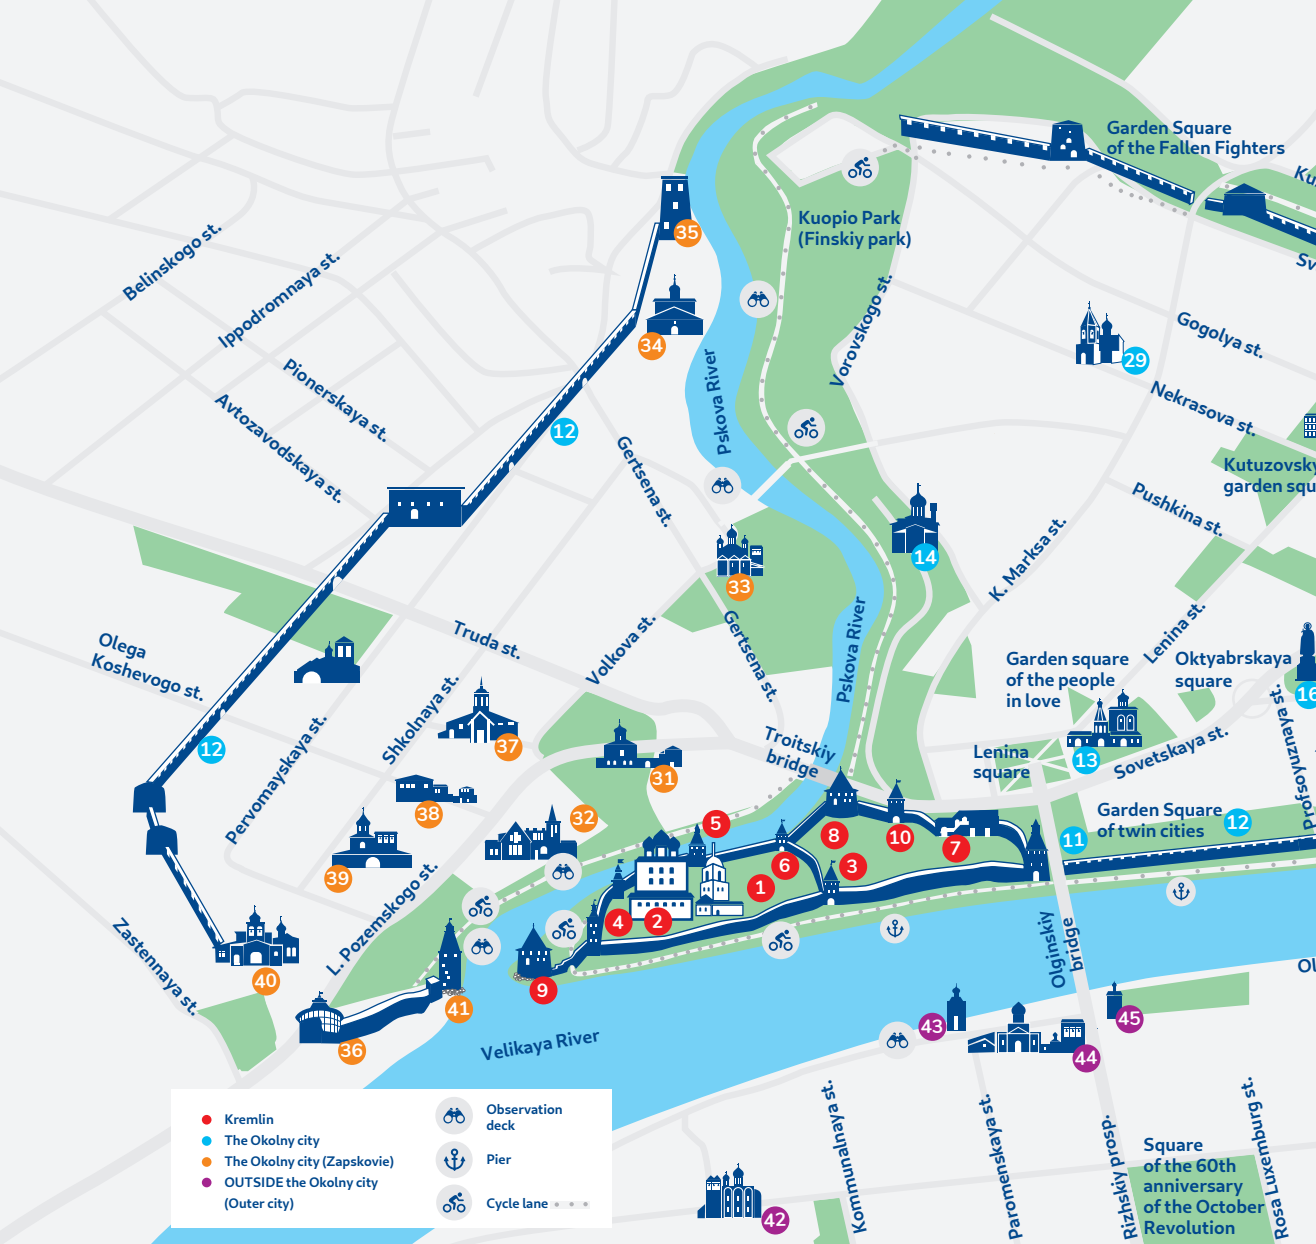 Garden Square
of the Fallen Fighters
Ku
Sv
35
Kuopio Park
(Finskiy park)
Belinskogo st.
Ippodromnaya st.
Pionerskaya st.
Avtozavodskaya st.
34
12
Pskova River
Vorovskogo st.
29
Gogolya st.
Nekrasova st.
Kutuzovsky
garden squ
Pushkina st.
Gertsena st.
14
33
K. Marksa st.
Gertsena st.
Pskova River
Volkova st.
Truda st.
Olega
Koshevogo st.
12
Pervomayskaya st.
Shkolnaya st.
37
38
39
31
32
Troitskiy
bridge
Garden square
of the people
in love
Lenina st.
Oktyabrskaya
square
16
Profsoyuznaya st.
Lenina
square
13
Sovetskaya st.
Garden Square
of twin cities
12
11
5
8
10
7
6
3
1
4
2
9
L. Pozemskogo st.
Zastennaya st.
40
41
36
Velikaya River
Olginskiy
bridge
Ol
43
45
44
42
Kommunalnaya st.
Paromenskaya st.
Rizhskiy prosp.
Rosa Luxemburg st.
Square
of the 60th
anniversary
of the October
Revolution
Kremlin
The Okolny city
The Okolny city (Zapskovie)
OUTSIDE the Okolny city
(Outer city)
Observation
deck
Pier
Cycle lane